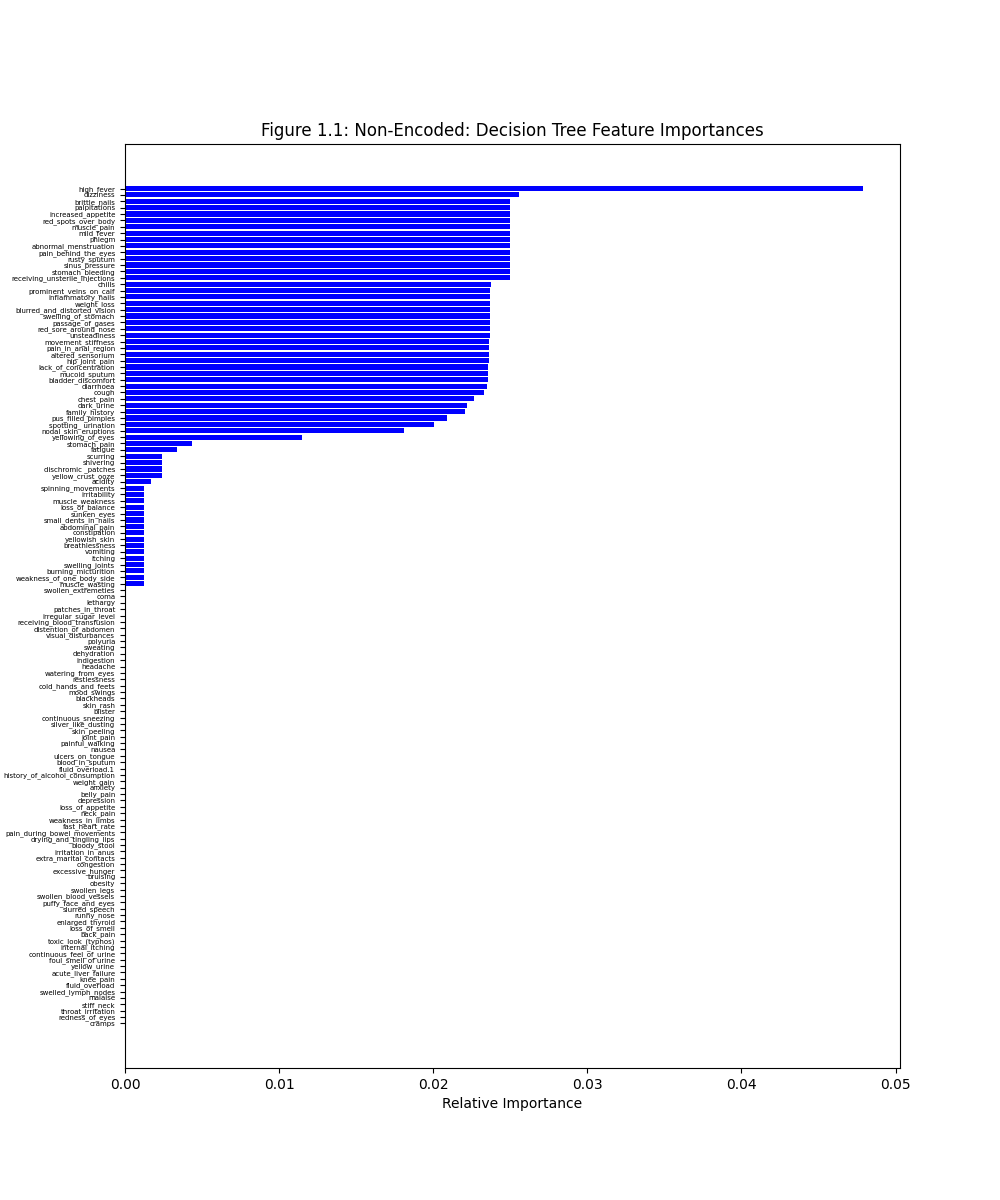 Figure 1.1: Non-Encoded: Decision Tree Feature Importances
high_fever
dizziness
brittle_nails
palpitations
increased_appetite
red_spots_over_body
muscle_pain
mild_fever
phlegm
abnormal_menstruation
pain_behind_the_eyes
rusty_sputum
sinus_pressure
stomach_bleeding
receiving_unsterile_injections
chills
prominent_veins_on_calf
inflammatory_nails
weight_loss
blurred_and_distorted_vision
swelling_of_stomach
passage_of_gases
red_sore_around_nose
unsteadiness
movement_stiffness
pain_in_anal_region
altered_sensorium
hip_joint_pain
lack_of_concentration
mucoid_sputum
bladder_discomfort
diarrhoea
cough
chest_pain
dark_urine
family_history
pus_filled_pimples
spotting_ urination
nodal_skin_eruptions
yellowing_of_eyes
stomach_pain
fatigue
scurring
shivering
dischromic _patches
yellow_crust_ooze
acidity
spinning_movements
irritability
muscle_weakness
loss_of_balance
sunken_eyes
small_dents_in_nails
abdominal_pain
constipation
yellowish_skin
breathlessness
vomiting
itching
swelling_joints
burning_micturition
weakness_of_one_body_side
muscle_wasting
swollen_extremeties
coma
lethargy
patches_in_throat
irregular_sugar_level
receiving_blood_transfusion
distention_of_abdomen
visual_disturbances
polyuria
sweating
dehydration
indigestion
headache
watering_from_eyes
restlessness
cold_hands_and_feets
mood_swings
blackheads
skin_rash
blister
continuous_sneezing
silver_like_dusting
skin_peeling
joint_pain
painful_walking
nausea
ulcers_on_tongue
blood_in_sputum
fluid_overload.1
history_of_alcohol_consumption
weight_gain
anxiety
belly_pain
depression
loss_of_appetite
neck_pain
weakness_in_limbs
fast_heart_rate
pain_during_bowel_movements
drying_and_tingling_lips
bloody_stool
irritation_in_anus
extra_marital_contacts
congestion
excessive_hunger
bruising
obesity
swollen_legs
swollen_blood_vessels
puffy_face_and_eyes
slurred_speech
runny_nose
enlarged_thyroid
loss_of_smell
back_pain
toxic_look_(typhos)
internal_itching
continuous_feel_of_urine
foul_smell_of urine
yellow_urine
acute_liver_failure
knee_pain
fluid_overload
swelled_lymph_nodes
malaise
stiff_neck
throat_irritation
redness_of_eyes
cramps
0.00 0.01 0.02 0.03 0.04 0.05
Relative Importance